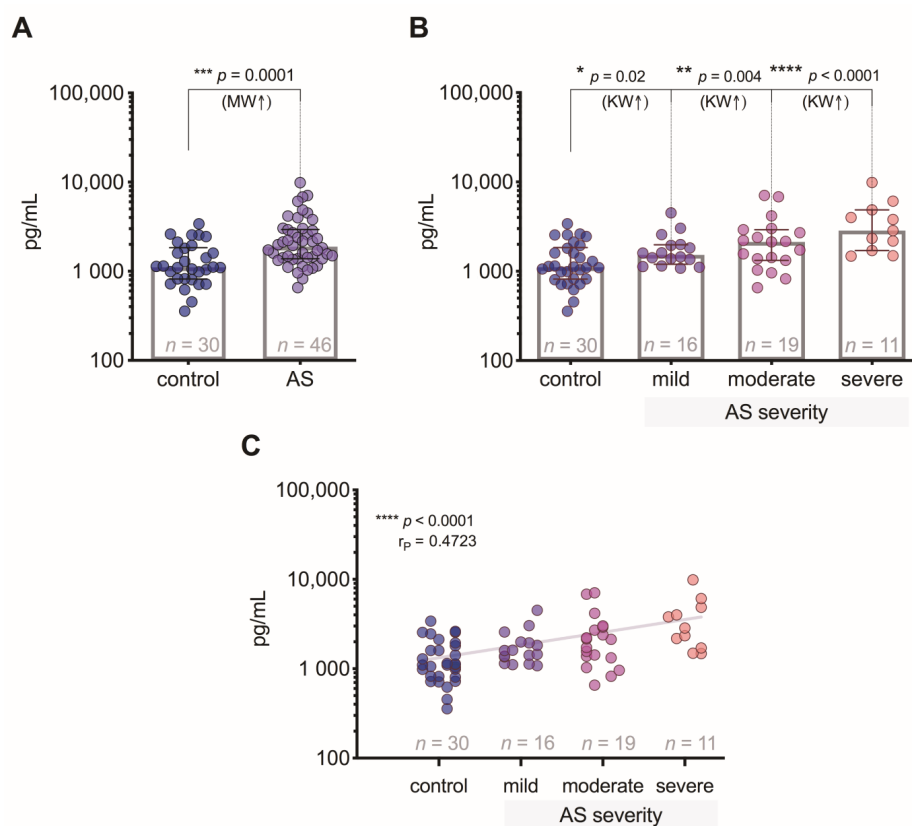 A
*** p = 0.0001
(MW↑)
100,000
10,000
1 000
100
pg/mL
n = 30
n = 46
control
AS
B
* p = 0.02
** p = 0.004
**** p < 0.0001
(KW↑)
(KW↑)
(KW↑)
100,000
10,000
1 000
100
pg/mL
n = 30
n = 16
n = 19
n = 11
control
mild
moderate
severe
AS severity
C
**** p < 0.0001
rP = 0.4723
100,000
10,000
1 000
100
pg/mL
n = 30
n = 16
n = 19
n = 11
control
mild
moderate
severe
AS severity